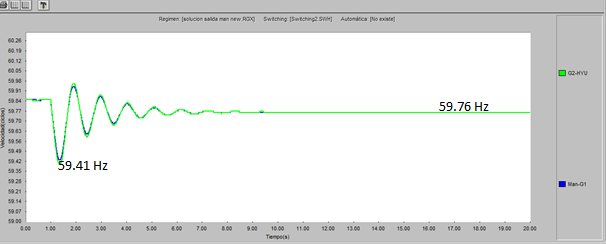 Regimen: [solucion aalida man new.RGX] Switching: [Switching2.SWH] Automática: [No existe]
Velocidad(ciclos)
60.26
60.19
60.12
60.05
59.98
59.91
59.84
59.77
59.70
59.63
59.56
59.49
59.42
59.35
59.28
59.21
59.14
59.07
59.00
59.41 Hz
59.76 Hz
0.00 1.00 2.00 3.00 4.00 5.00 6.00 7.00 8.00 9.00 10.00 11.00 12.00 13.00 14.00 15.00 16.00 17.00 18.00 19.00 20.00
Tiempo(s)
G2-HYU
Man-G1